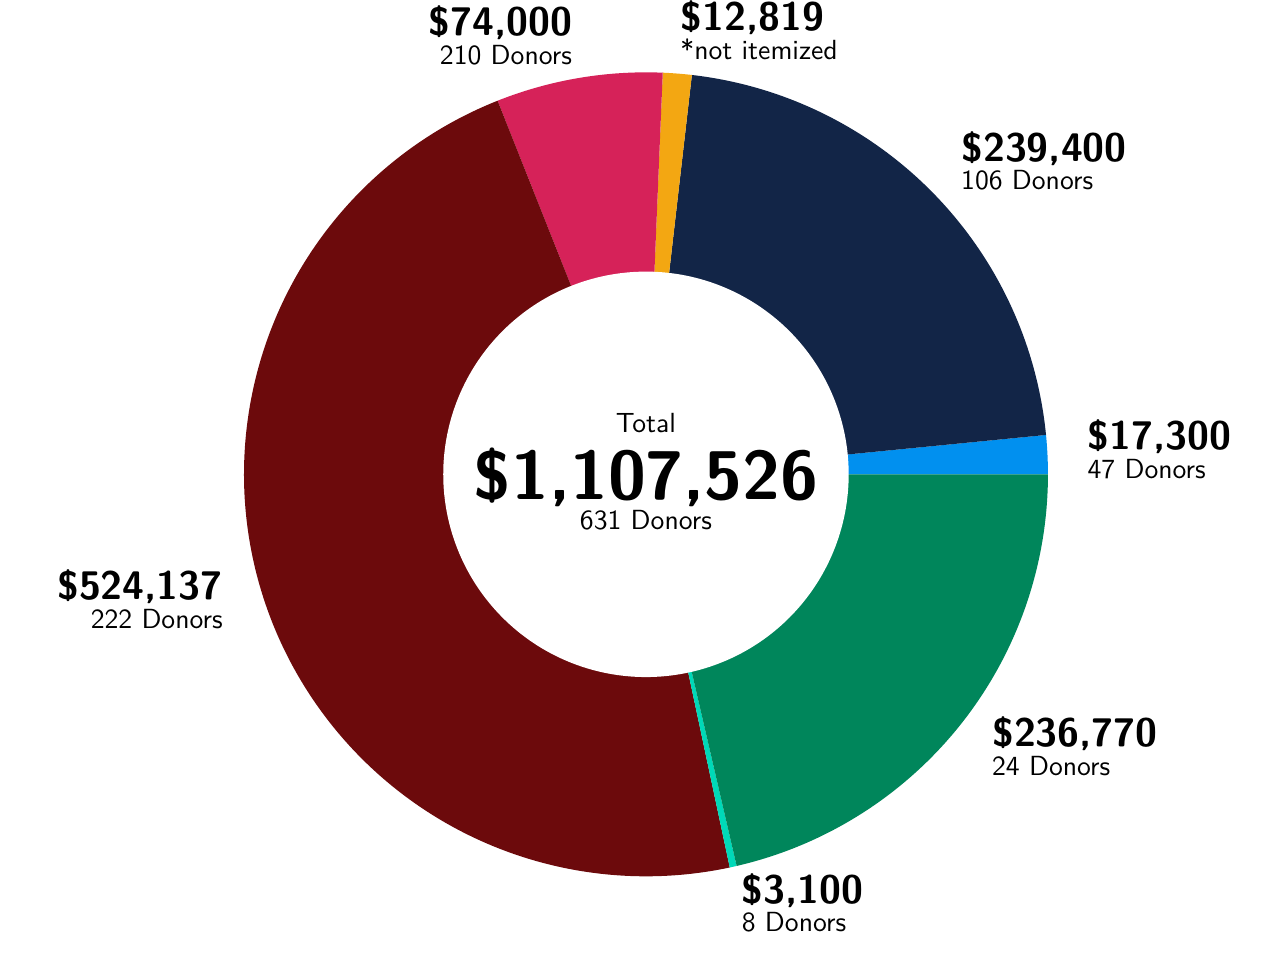 $74,000
210 Donors
$12,819
*not itemized
$239,400
106 Donors
Total
$1,107,526
631 Donors
$17,300
47 Donors
$524,137
222 Donors
$236,770
24 Donors
$3,100
8 Donors